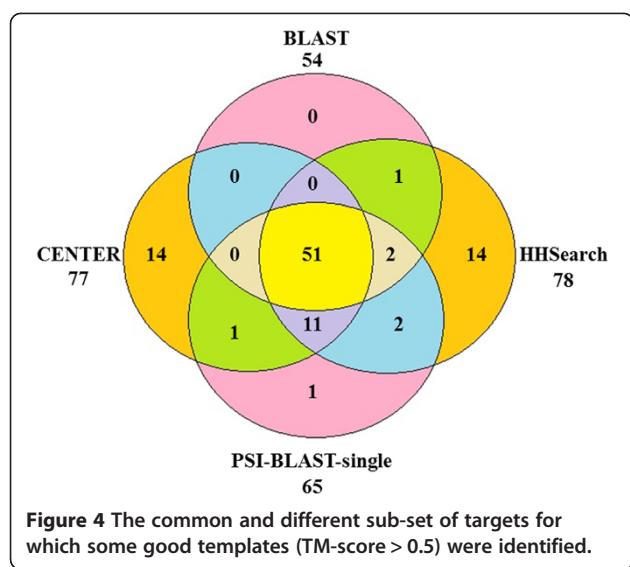 BLAST
54
0
0
0
1
CENTER
77
14
0
51
2
14
HHSearch
78
1
11
2
1
PSI-BLAST-single
65
Figure 4 The common and different sub-set of targets for
which some good templates (TM-score > 0.5) were identified.